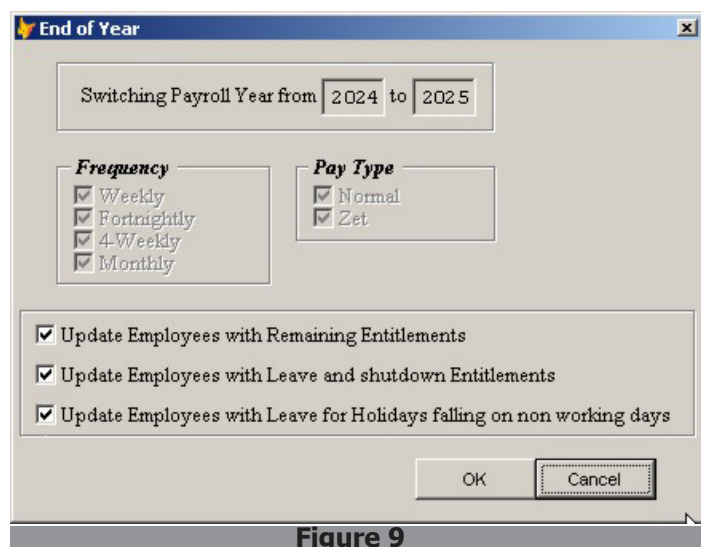 End of Year
Switching Payroll Year from 2024 to 2025
Frequency
Weekly
Fortnightly
4-Weekly
Monthly
Pay Type
Normal
Zet
Update Employees with Remaining Entitlements
Update Employees with Leave and shutdown Entitlements
Update Employees with Leave for Holidays falling on non working days
OK Cancel
Figure 9